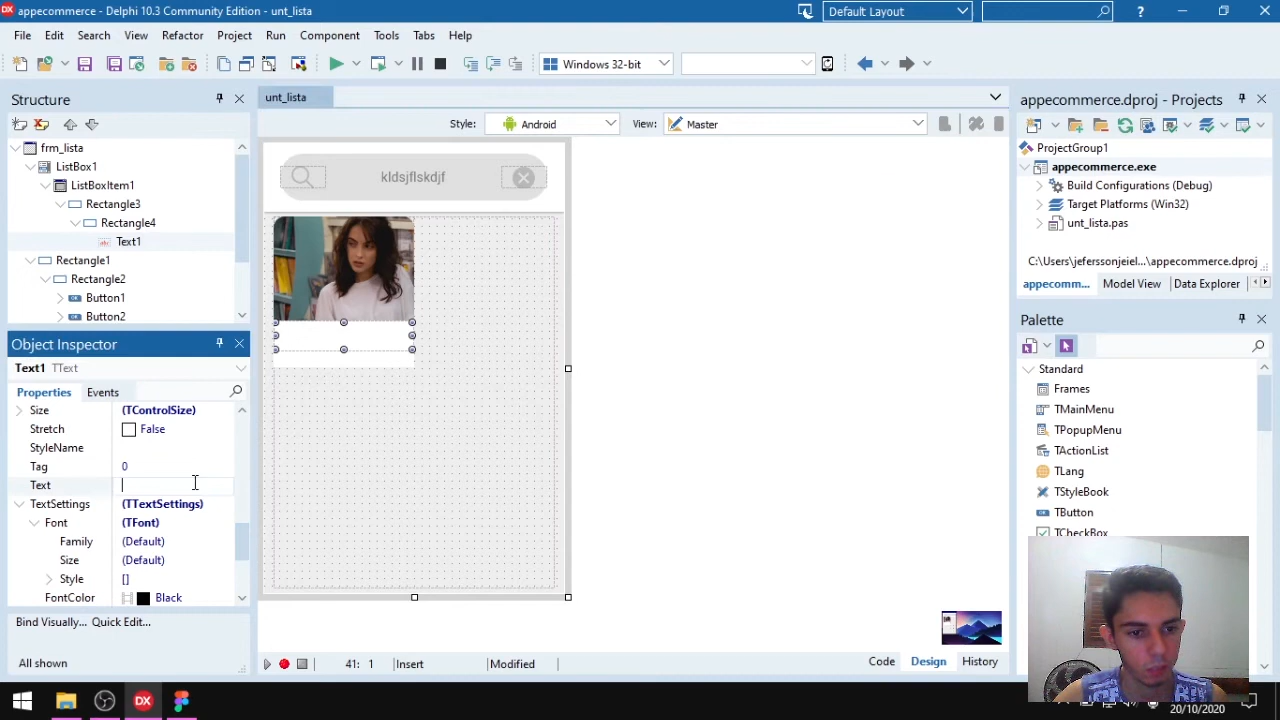 appecommerce - Delphi 10.3 Community Edition - unt_lista
Default Layout
File Edit Search View Refactor Project Run Component Tools Tabs Help
Windows 32-bit
Structure
frm_lista
ListBox1
ListBoxItem1
Rectangle3
Rectangle4
Text1
Rectangle1
Rectangle2
Button1
Button2
Object Inspector
Text1 TText
Properties Events
Size (TControlSize)
Stretch False
StyleName
Tag 0
Text
TextSettings (TTextSettings)
Font (TFont)
Family (Default)
Size (Default)
Style []
FontColor Black
Bind Visually... Quick Edit...
All shown
unt_lista
Style: Android View: Master
kldsjflskdjf
41: 1 Insert Modified
Code Design History
appecommerce.dproj - Projects
ProjectGroup1
appecommerce.exe
Build Configurations (Debug)
Target Platforms (Win32)
unt_lista.pas
C:\Users\jefersonjeiel...\appecommerce.dproj
appecomm... Model View Data Explorer
Palette
Standard
Frames
TMainMenu
TPopupMenu
TActionList
TLang
TStyleBook
TButton
TCheckBox
20/10/2020